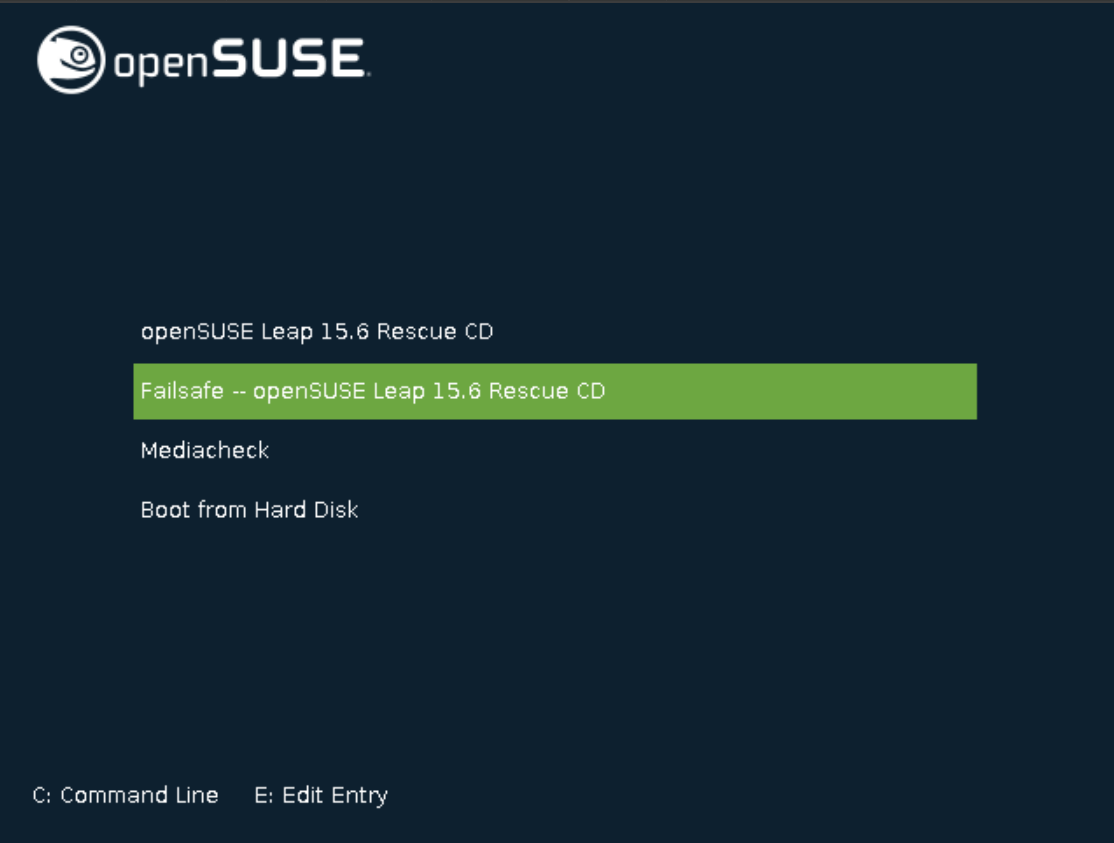 openSUSE.
openSUSE Leap 15.6 Rescue CD
Failsafe -- openSUSE Leap 15.6 Rescue CD
Mediacheck
Boot from Hard Disk
C: Command Line E: Edit Entry